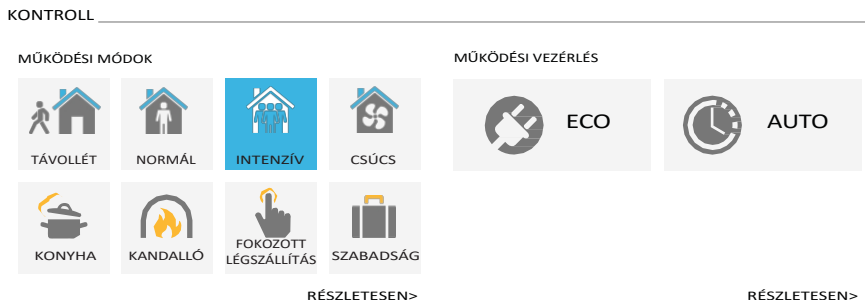 KONTROLL
MŰKÖDÉSI MÓDOK
MŰKÖDÉSI VEZÉRLÉS
TÁVOLLÉT
NORMÁL
INTENZÍV
CSÚCS
ECO
AUTO
KONYHA
KANDALLÓ
FOKOZOTT
LÉGSZÁLLÍTÁS
SZABADSÁG
RÉSZLETESEN>
RÉSZLETESEN>